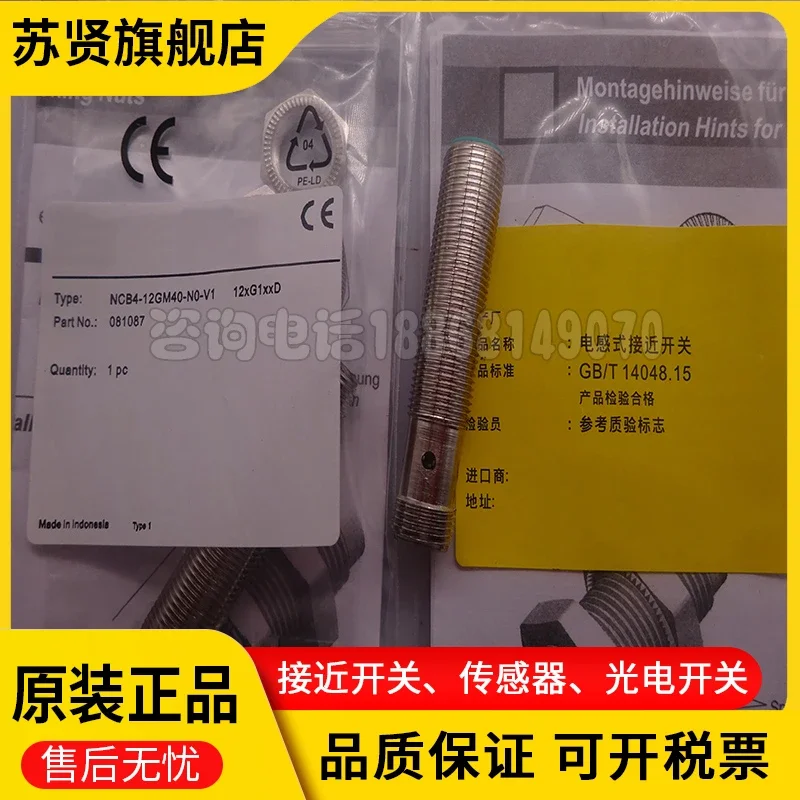 苏贤旗舰店
Montagehinweise für
Installation Hints for
04
PE-LD
CE
CE
Type: NCB4-12GM40-N0-V1 12xG1xxD
Part No.: 081087
Quantity: 1 pc
Made in Indonesia Type 1
咨询电话18868149070
品名称 : 电感式接近开关
品标准 : GB/T 14048.15
产品检验合格
检验员 : 参考质验标志
进口商:
地址:
原装正品
售后无忧
接近开关、传感器、光电开关
品质保证 可开税票